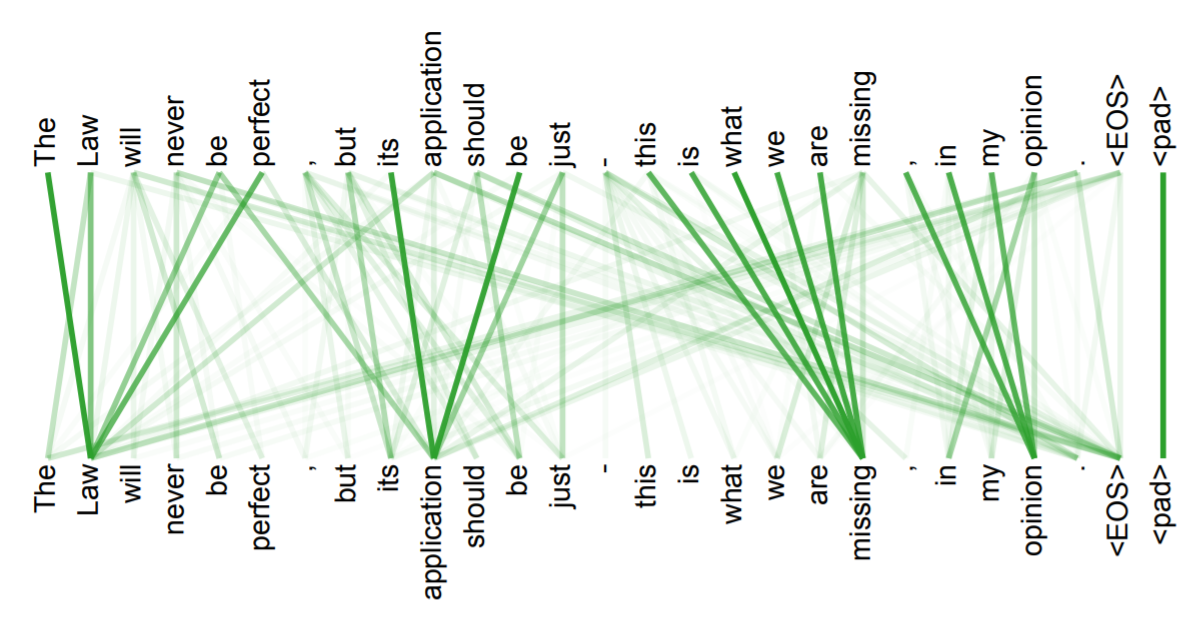 The Law will never be perfect , but its application should be just - this is what we are missing , in my opinion . <EOS> <pad>
The Law will never be perfect , but its application should be just - this is what we are missing , in my opinion . <EOS> <pad>